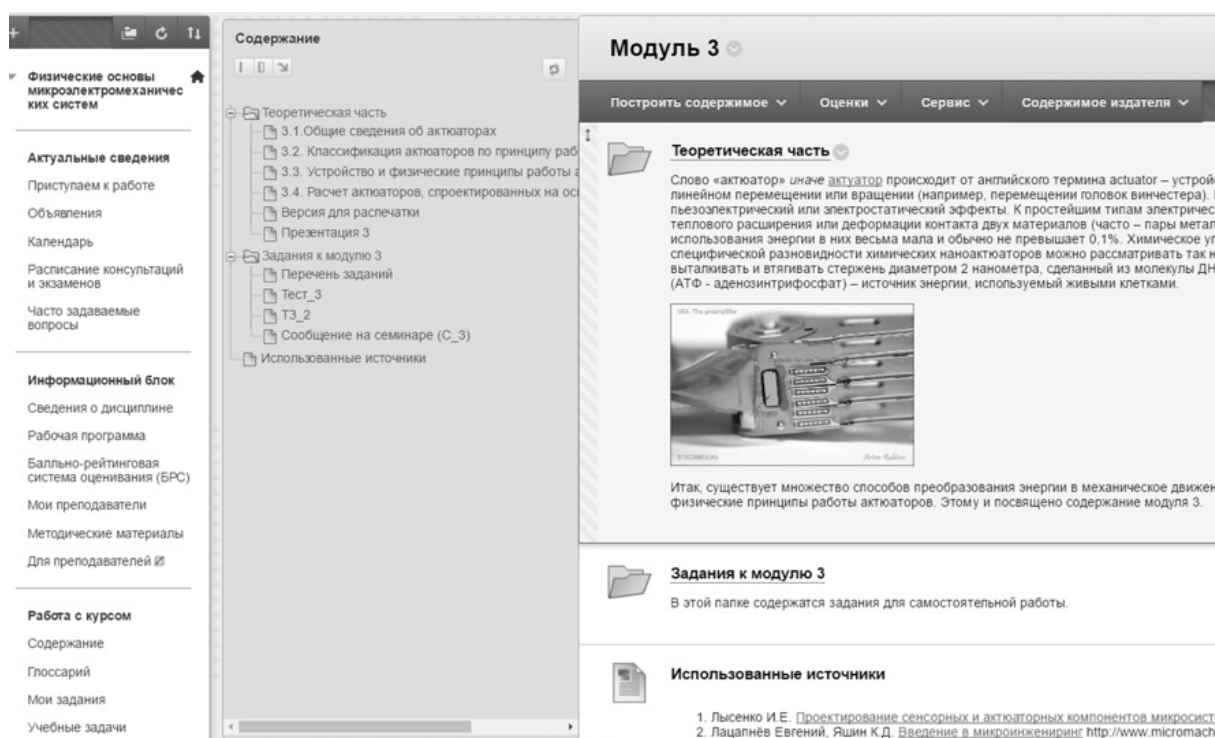 Физические основы
микроэлектромеханичес
ких систем
Актуальные сведения
Приступаем к работе
Объявления
Календарь
Расписание консультаций
и экзаменов
Часто задаваемые
вопросы
Информационный блок
Сведения о дисциплине
Рабочая программа
Балльно-рейтинговая
система оценивания (БРС)
Мои преподаватели
Методические материалы
Для преподавателей
Работа с курсом
Содержание
Глоссарий
Мои задания
Учебные задачи
Содержание
Теоретическая часть
3.1.Общие сведения об актюаторах
3.2. Классификация актюаторов по принципу раб
3.3. Устройство и физические принципы работы а
3.4. Расчет актюаторов, спроектированных на ос
Версия для распечатки
Презентация 3
Задания к модулю 3
Перечень заданий
Тест_3
ТЗ_2
Сообщение на семинаре (С_3)
Использованные источники
Модуль 3
Построить содержимое Оценки Сервис Содержимое издателя
Теоретическая часть
Слово «актюатор» иначе актуатор происходит от английского термина actuator – устрой
линейном перемещении или вращении (например, перемещении головок винчестера).
пьезоэлектрический или электростатический эффекты. К простейшим типам электричес
теплового расширения или деформации контакта двух материалов (часто – пары метал
использования энергии в них весьма мала и обычно не превышает 0,1%. Химическое уп
специфической разновидности химических наноактюаторов можно рассматривать так н
выталкивать и втягивать стержень диаметром 2 нанометра, сделанный из молекулы ДН
(АТФ - аденозинтрифосфат) – источник энергии, используемый живыми клетками.
HSA, The preamplifier
Итак, существует множество способов преобразования энергии в механическое движен
физические принципы работы актюаторов. Этому и посвящено содержание модуля 3.
Задания к модулю 3
В этой папке содержатся задания для самостоятельной работы.
Использованные источники
1. Лысенко И.Е. Проектирование сенсорных и актюаторных компонентов микросист
2. Лацапнёв Евгений, Яшин К.Д. Введение в микроинжениринг http://www.micromach